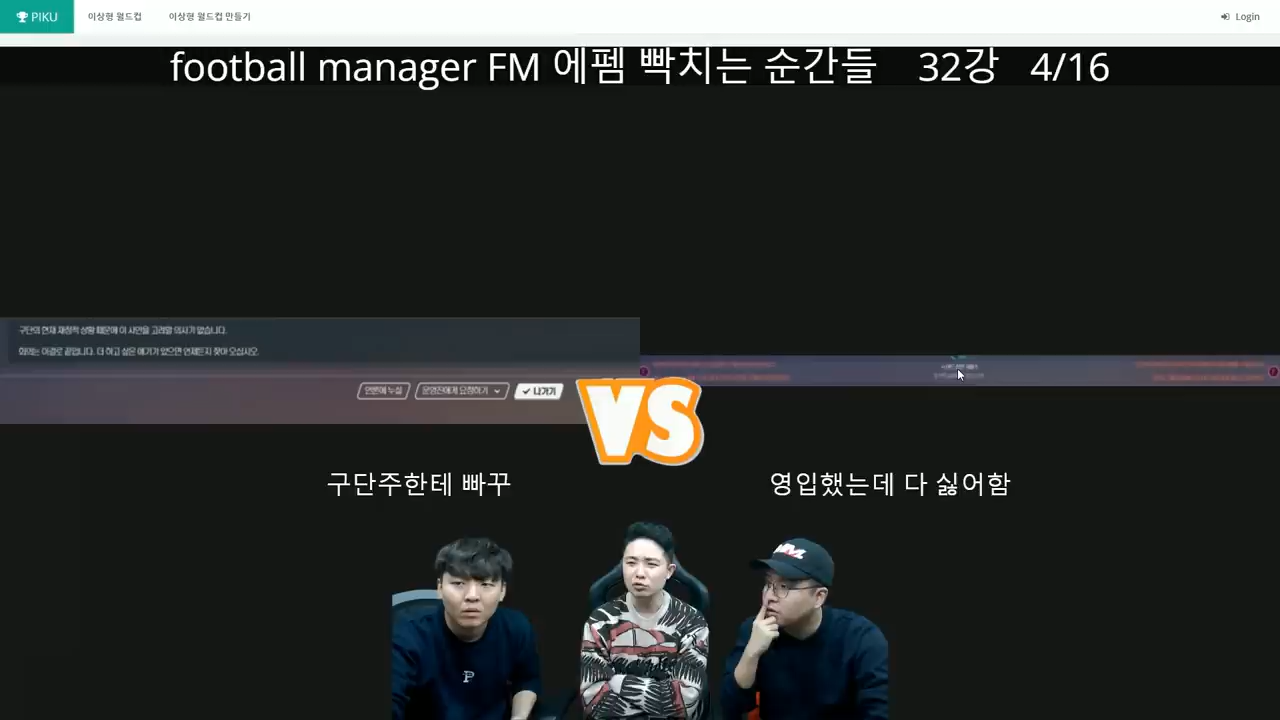 PIKU
이상형 월드컵
이상형 월드컵 만들기
Login
football manager FM 에펨 빡치는 순간들 32강 4/16
구단의 현재 재정적 상황 때문에 이 사안을 고려할 의사가 없습니다.
회의는 이걸로 끝입니다. 더 하고 싶은 얘기가 있으면 언제든지 찾아 오십시오.
언론에 누설
운영진에게 요청하기
나가기
VS
구단주한테 빠꾸
영입했는데 다 싫어함
P